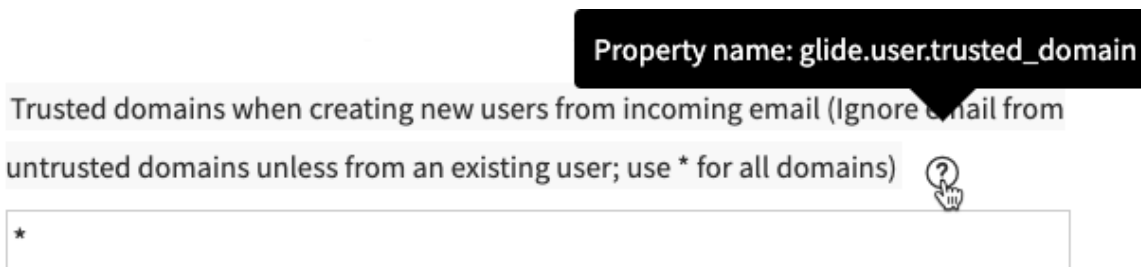 Property name: glide.user.trusted_domain
Trusted domains when creating new users from incoming email (Ignore email from
untrusted domains unless from an existing user; use * for all domains) ?
*